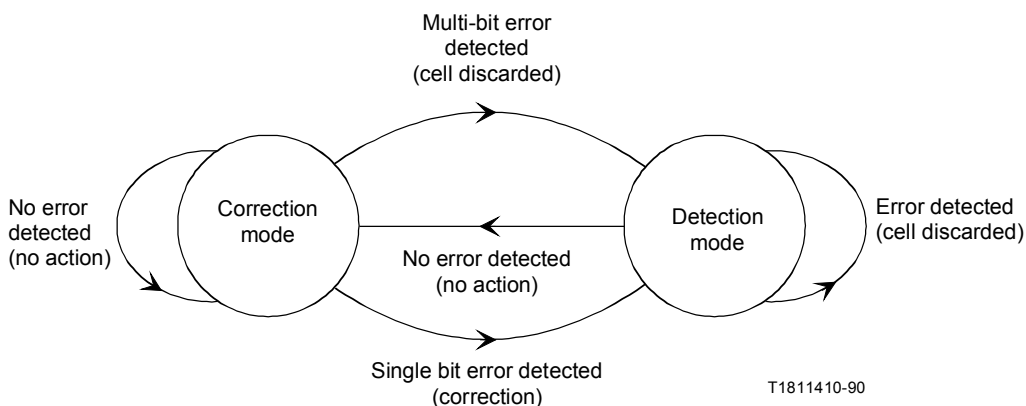 Multi-bit error
detected
(cell discarded)
No error
detected
(no action)
Correction
mode
Detection
mode
Error detected
(cell discarded)
No error detected
(no action)
Single bit error detected
(correction)
T1811410-90